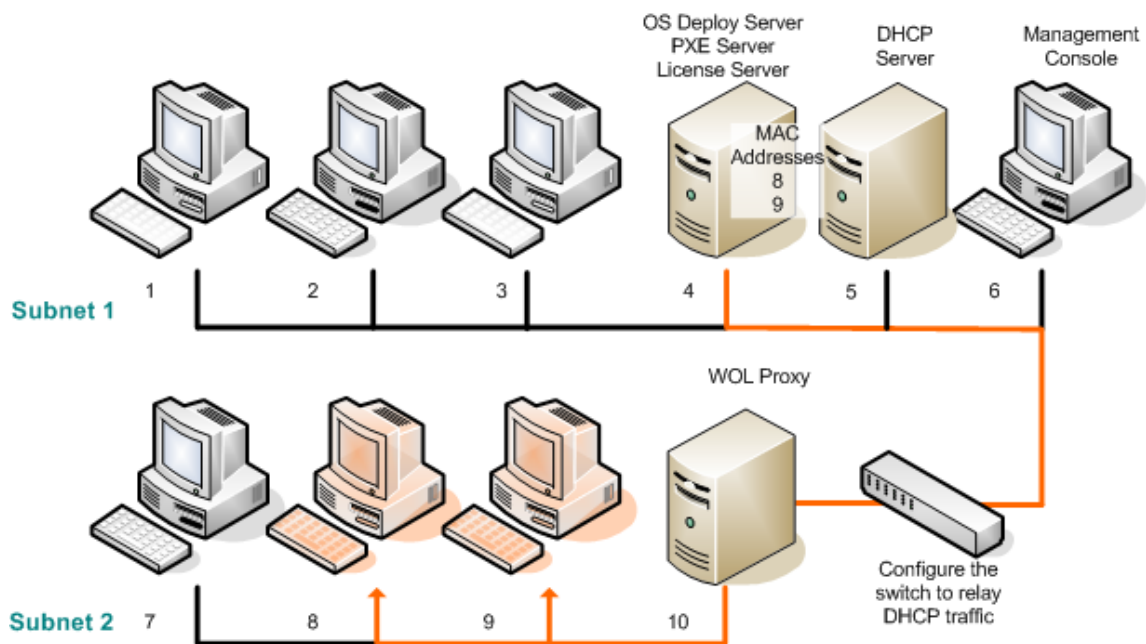 OS Deploy Server
PXE Server
License Server
DHCP
Server
Management
Console
MAC
Addresses
8
9
Subnet 1
1
2
3
4
5
6
WOL Proxy
Configure the
switch to relay
DHCP traffic
Subnet 2
7
8
9
10